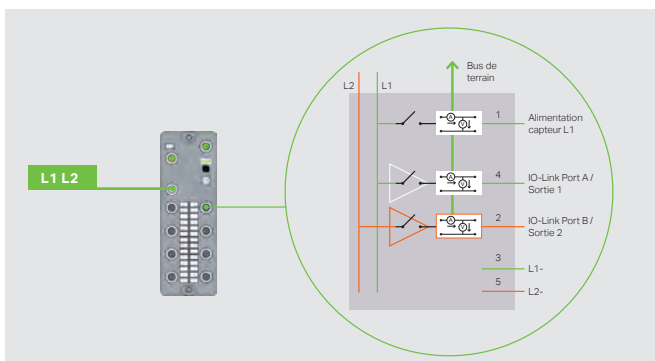 Bus de
terrain
L2
L1
1
Alimentation
capteur L1
L1 L2
4
IO-Link Port A /
Sortie 1
2
IO-Link Port B /
Sortie 2
3
L1-
5
L2-
A
V
A
V
A
V